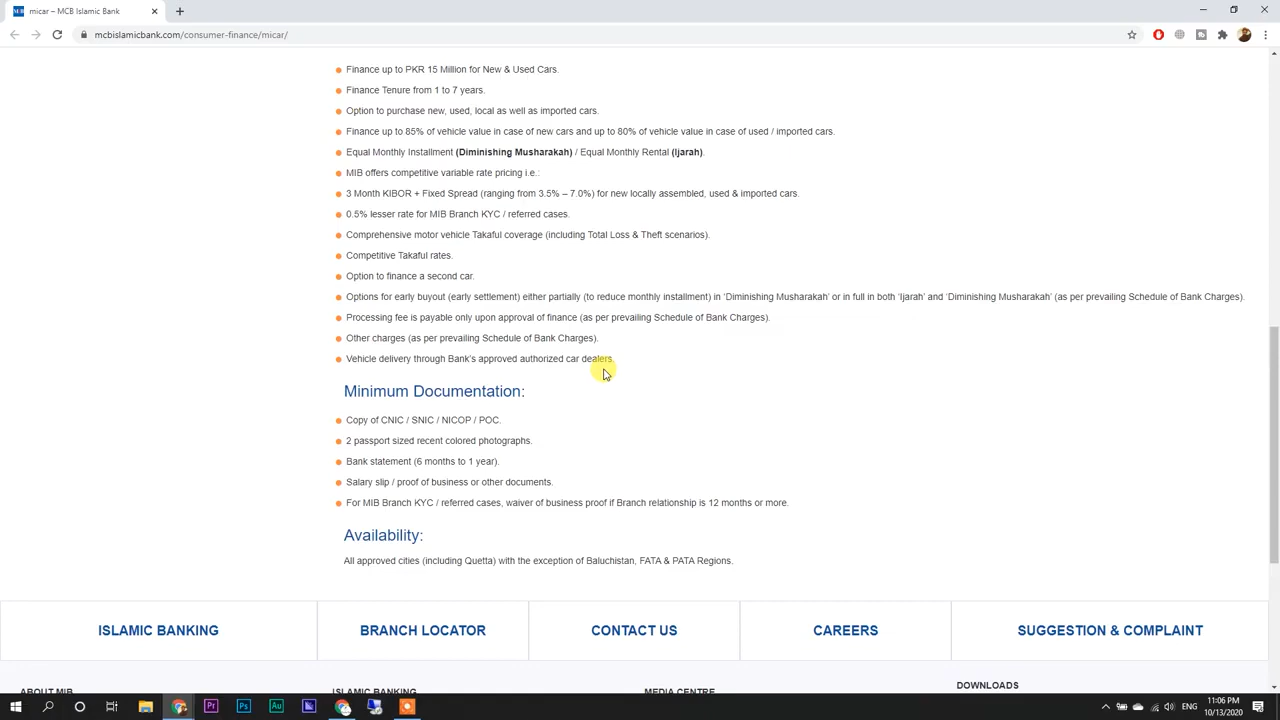 micar – MCB Islamic Bank
mcbislamicbank.com/consumer-finance/micar/
Finance up to PKR 15 Million for New & Used Cars.
Finance Tenure from 1 to 7 years.
Option to purchase new, used, local as well as imported cars.
Finance up to 85% of vehicle value in case of new cars and up to 80% of vehicle value in case of used / imported cars.
Equal Monthly Installment (Diminishing Musharakah) / Equal Monthly Rental (Ijarah).
MIB offers competitive variable rate pricing i.e.:
3 Month KIBOR + Fixed Spread (ranging from 3.5% – 7.0%) for new locally assembled, used & imported cars.
0.5% lesser rate for MIB Branch KYC / referred cases.
Comprehensive motor vehicle Takaful coverage (including Total Loss & Theft scenarios).
Competitive Takaful rates.
Option to finance a second car.
Options for early buyout (early settlement) either partially (to reduce monthly installment) in ‘Diminishing Musharakah’ or in full in both ‘Ijarah’ and ‘Diminishing Musharakah’ (as per prevailing Schedule of Bank Charges).
Processing fee is payable only upon approval of finance (as per prevailing Schedule of Bank Charges).
Other charges (as per prevailing Schedule of Bank Charges).
Vehicle delivery through Bank’s approved authorized car dealers.
Minimum Documentation:
Copy of CNIC / SNIC / NICOP / POC.
2 passport sized recent colored photographs.
Bank statement (6 months to 1 year).
Salary slip / proof of business or other documents.
For MIB Branch KYC / referred cases, waiver of business proof if Branch relationship is 12 months or more.
Availability:
All approved cities (including Quetta) with the exception of Baluchistan, FATA & PATA Regions.
ISLAMIC BANKING BRANCH LOCATOR CONTACT US CAREERS SUGGESTION & COMPLAINT
ABOUT MIB ISLAMIC BANKING MEDIA CENTRE DOWNLOADS
Pr Ps Au ENG 11:06 PM
10/13/2020